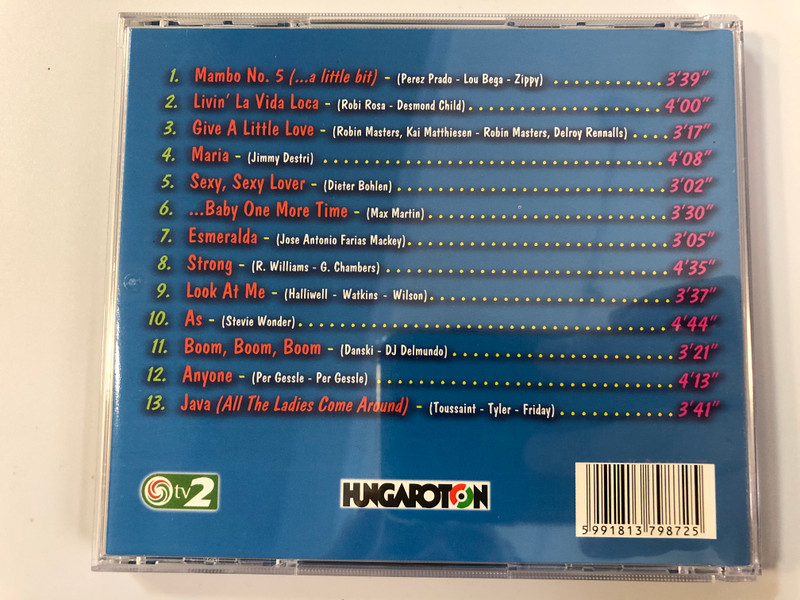 1. Mambo No. 5 (...a little bit) – (Perez Prado - Lou Bega - Zippy) ............ 3'39"
2. Livin' La Vida Loca – (Robi Rosa - Desmond Child) ........................ 4'00"
3. Give A Little Love – (Robin Masters, Kai Matthiesen - Robin Masters, Delroy Rennalls) .... 3'17"
4. Maria – (Jimmy Destri) ........................................ 4'08"
5. Sexy, Sexy Lover – (Dieter Bohlen) ................................ 3'02"
6. ...Baby One More Time – (Max Martin) ............................ 3'30"
7. Esmeralda – (Jose Antonio Farias Mackey) ............................ 3'05"
8. Strong – (R. Williams - G. Chambers) ................................ 4'35"
9. Look At Me – (Halliwell - Watkins - Wilson) ........................ 3'37"
10. As – (Stevie Wonder) ........................................ 4'44"
11. Boom, Boom, Boom – (Danski - DJ Delmundo) ........................ 3'21"
12. Anyone – (Per Gessle - Per Gessle) ................................ 4'13"
13. Java (All The Ladies Come Around) – (Toussaint - Tyler - Friday) ............ 3'41"
tv2
HUNGAROTON
5 991813 798725